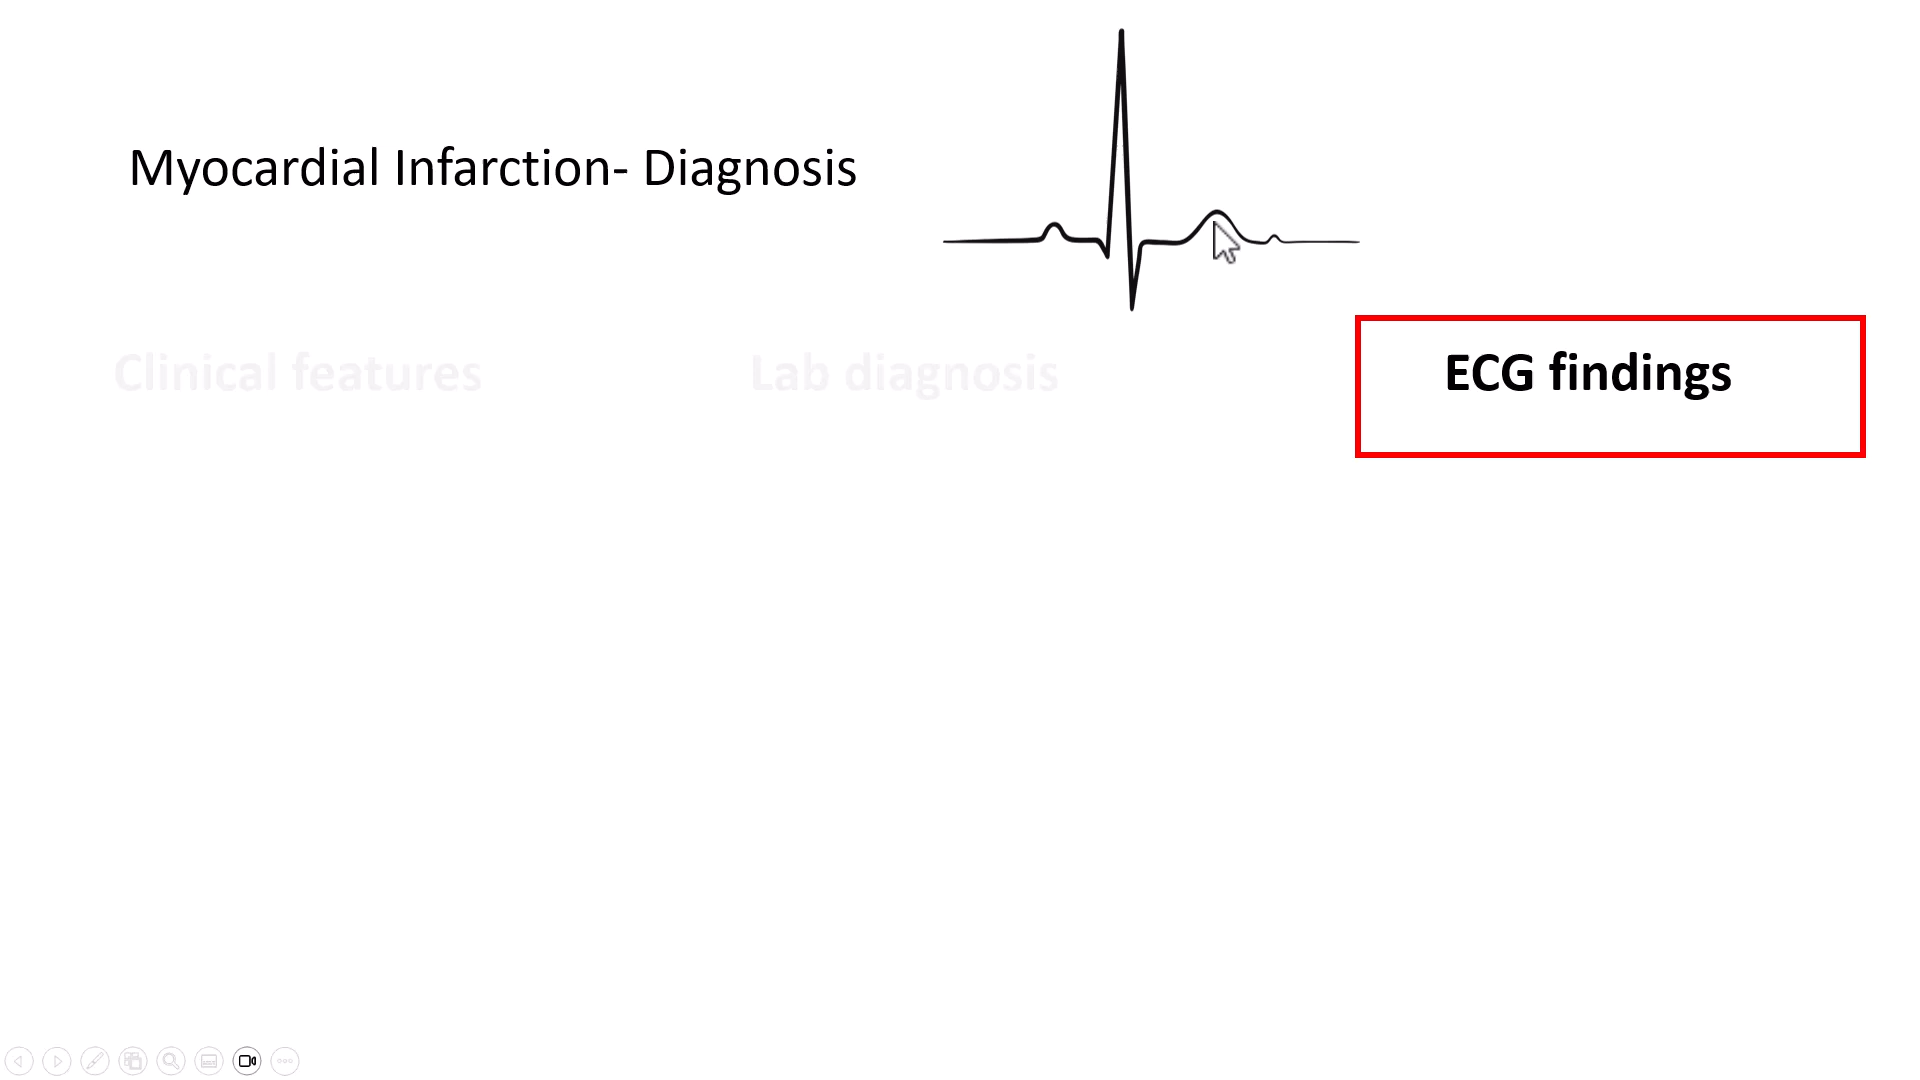 Myocardial Infarction- Diagnosis
Clinical features
Lab diagnosis
ECG findings